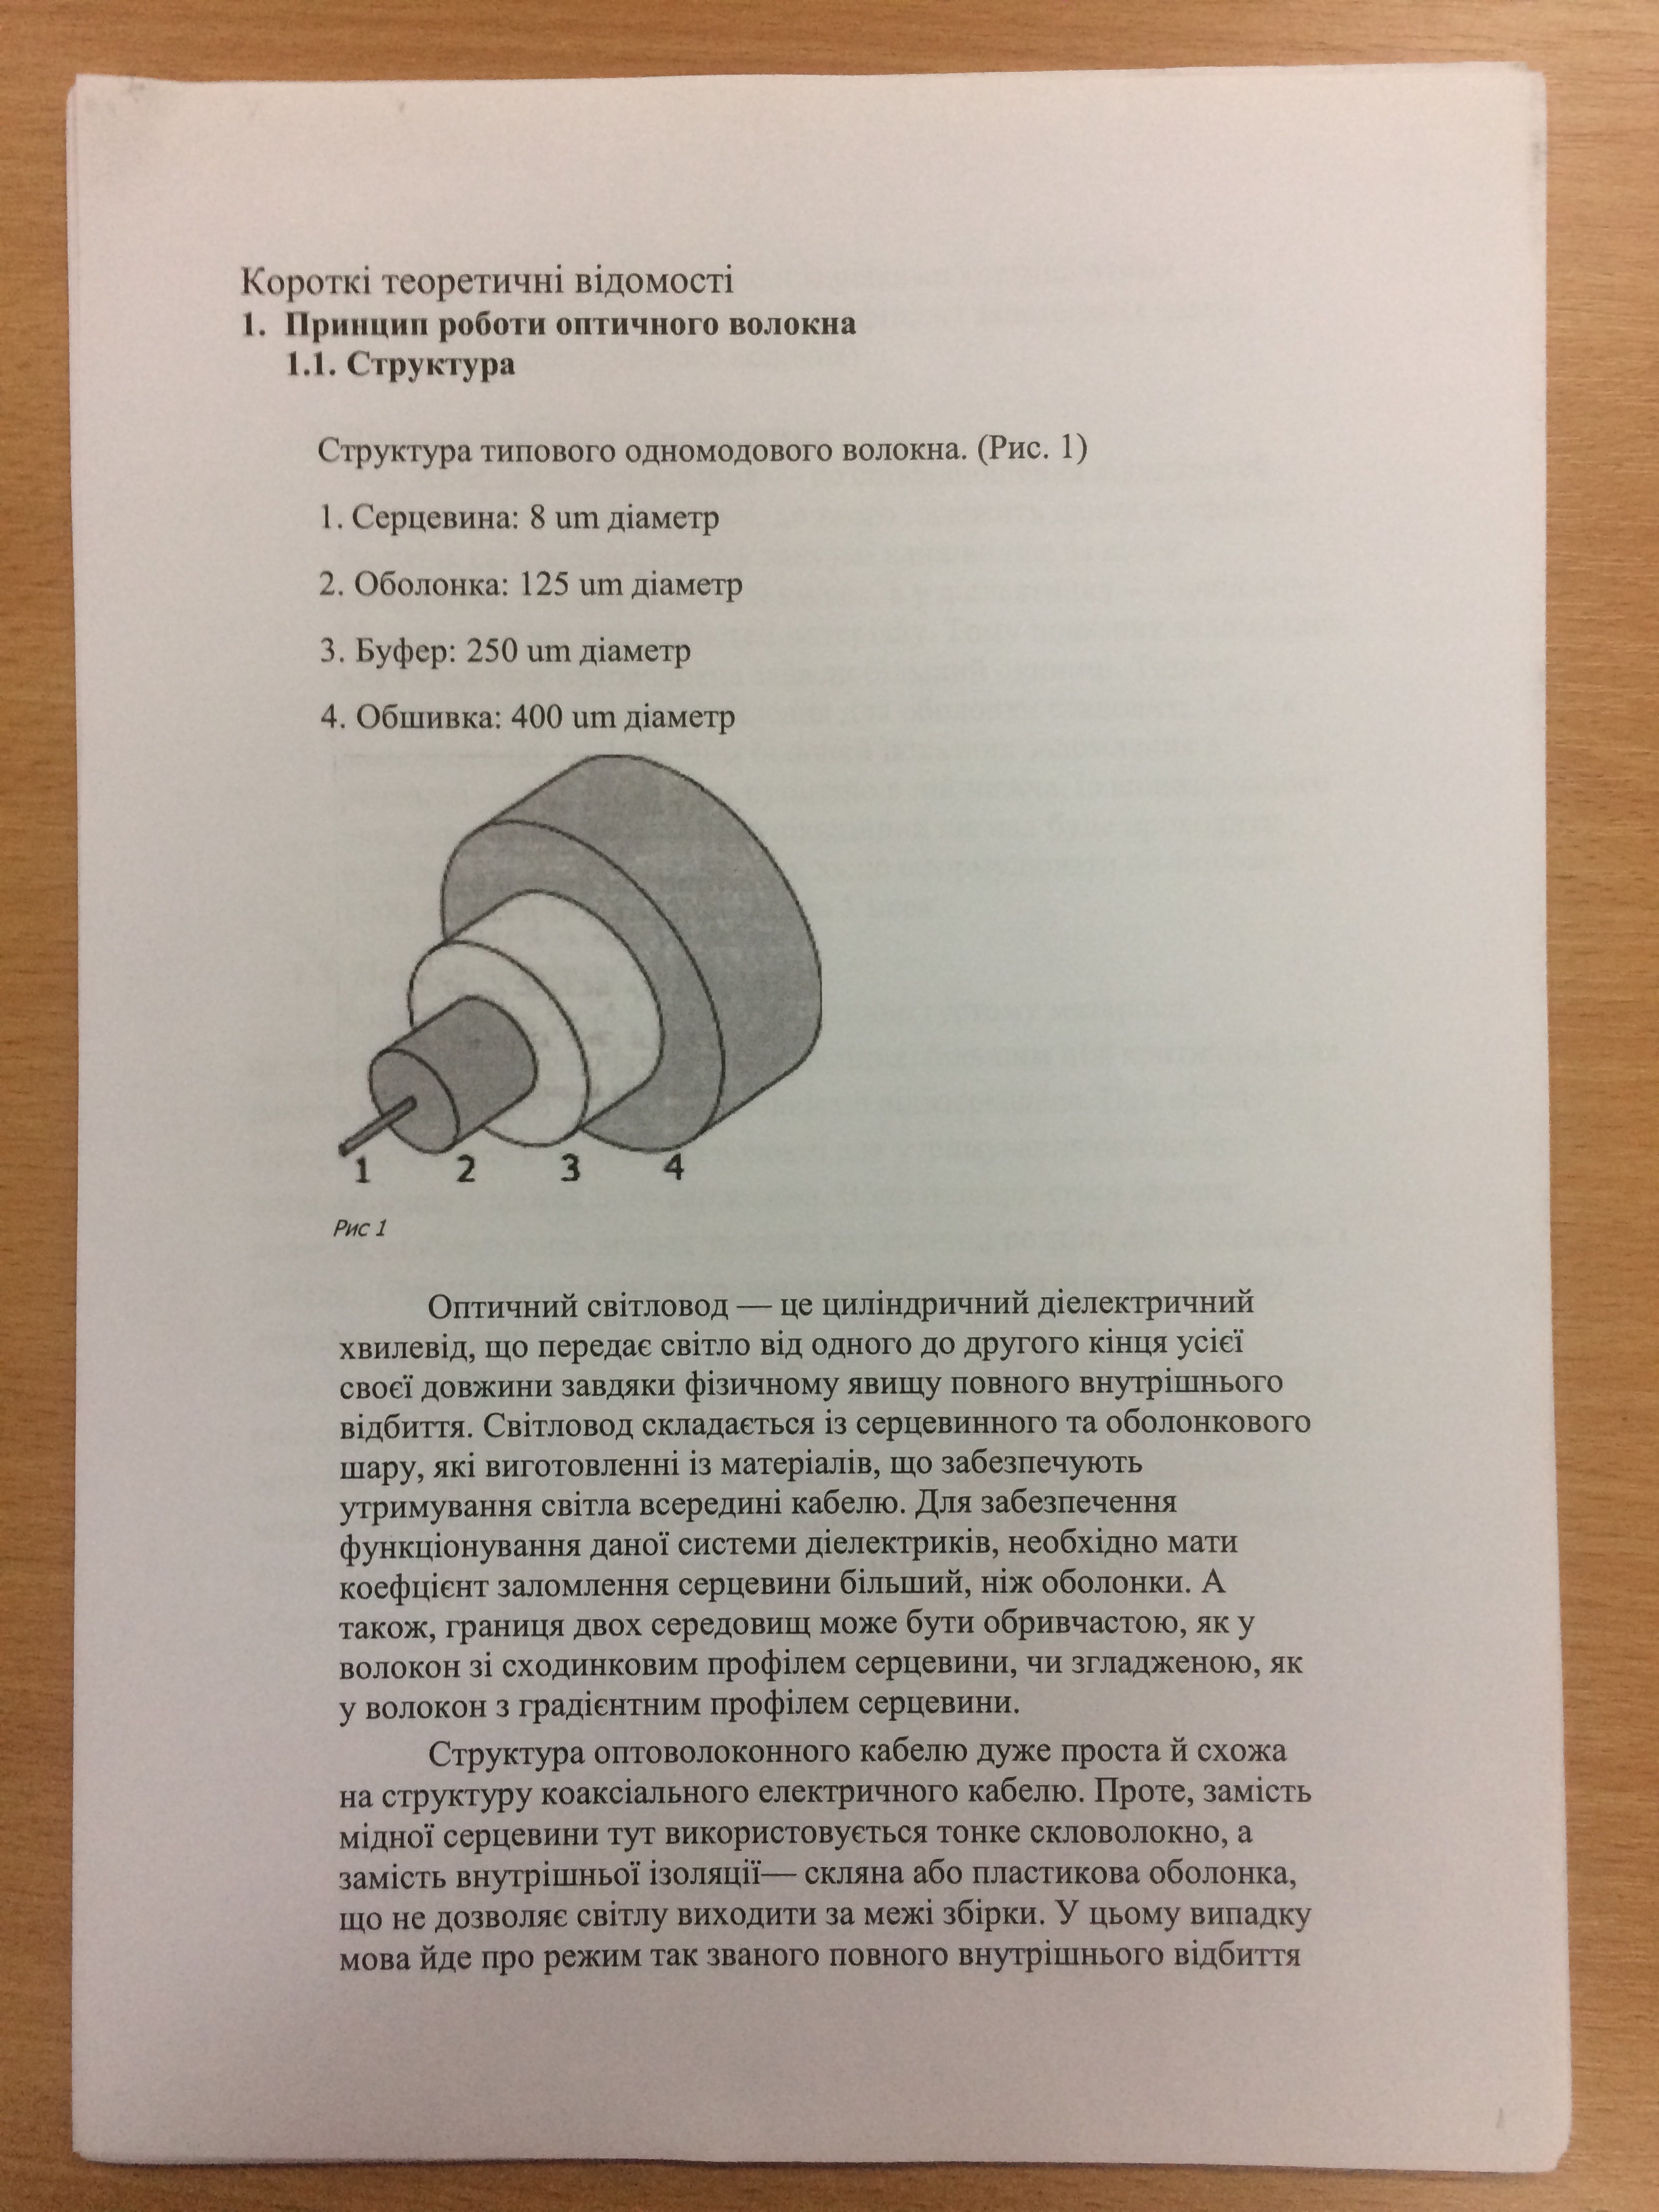 Короткі теоретичні відомості
1. Принцип роботи оптичного волокна
1.1. Структура
Структура типового одномодового волокна. (Рис. 1)
1. Серцевина: 8 um діаметр
2. Оболонка: 125 um діаметр
3. Буфер: 250 um діаметр
4. Обшивка: 400 um діаметр
1 2 3 4
Рис 1
Оптичний світловод — це циліндричний діелектричний
хвилевід, що передає світло від одного до другого кінця усієї
своєї довжини завдяки фізичному явищу повного внутрішнього
відбиття. Світловод складається із серцевинного та оболонкового
шару, які виготовленні із матеріалів, що забезпечують
утримування світла всередині кабелю. Для забезпечення
функціонування даної системи діелектриків, необхідно мати
коефцієнт заломлення серцевини більший, ніж оболонки. А
також, границя двох середовищ може бути обривчастою, як у
волокон зі сходинковим профілем серцевини, чи згладженою, як
у волокон з градієнтним профілем серцевини.
Структура оптоволоконного кабелю дуже проста й схожа
на структуру коаксіального електричного кабелю. Проте, замість
мідної серцевини тут використовується тонке скловолокно, а
замість внутрішньої ізоляції— скляна або пластикова оболонка,
що не дозволяє світлу виходити за межі збірки. У цьому випадку
мова йде про режим так званого повного внутрішнього відбиття